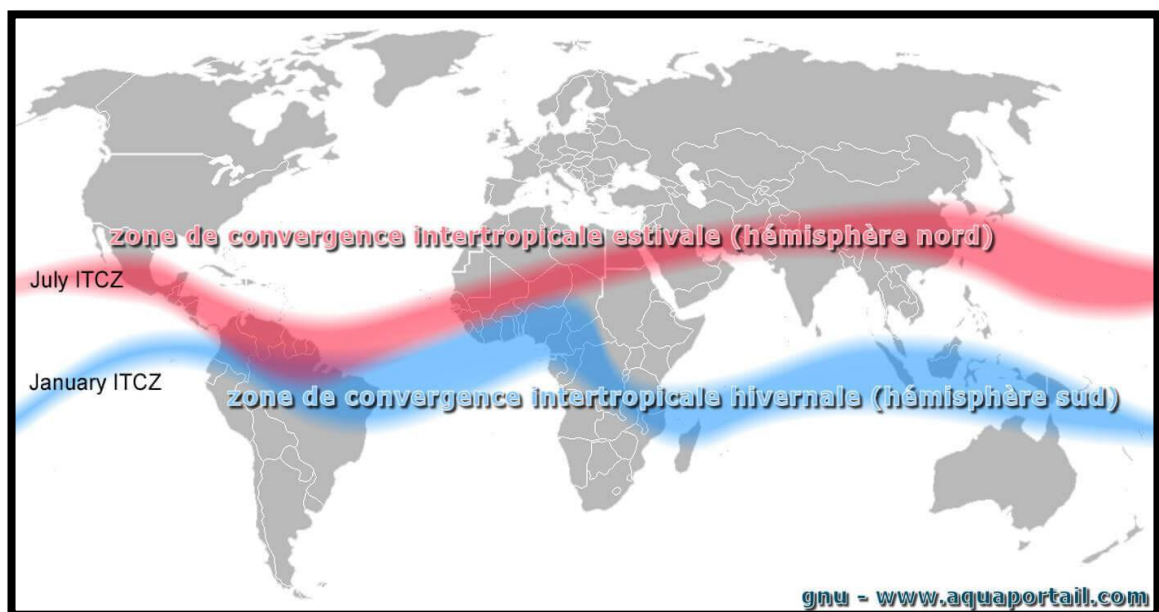 zone de convergence intertropicale estivale (hémisphère nord)
July ITCZ
January ITCZ
zone de convergence intertropicale hivernale (hémisphère sud)
gnu - www.aquaportail.com